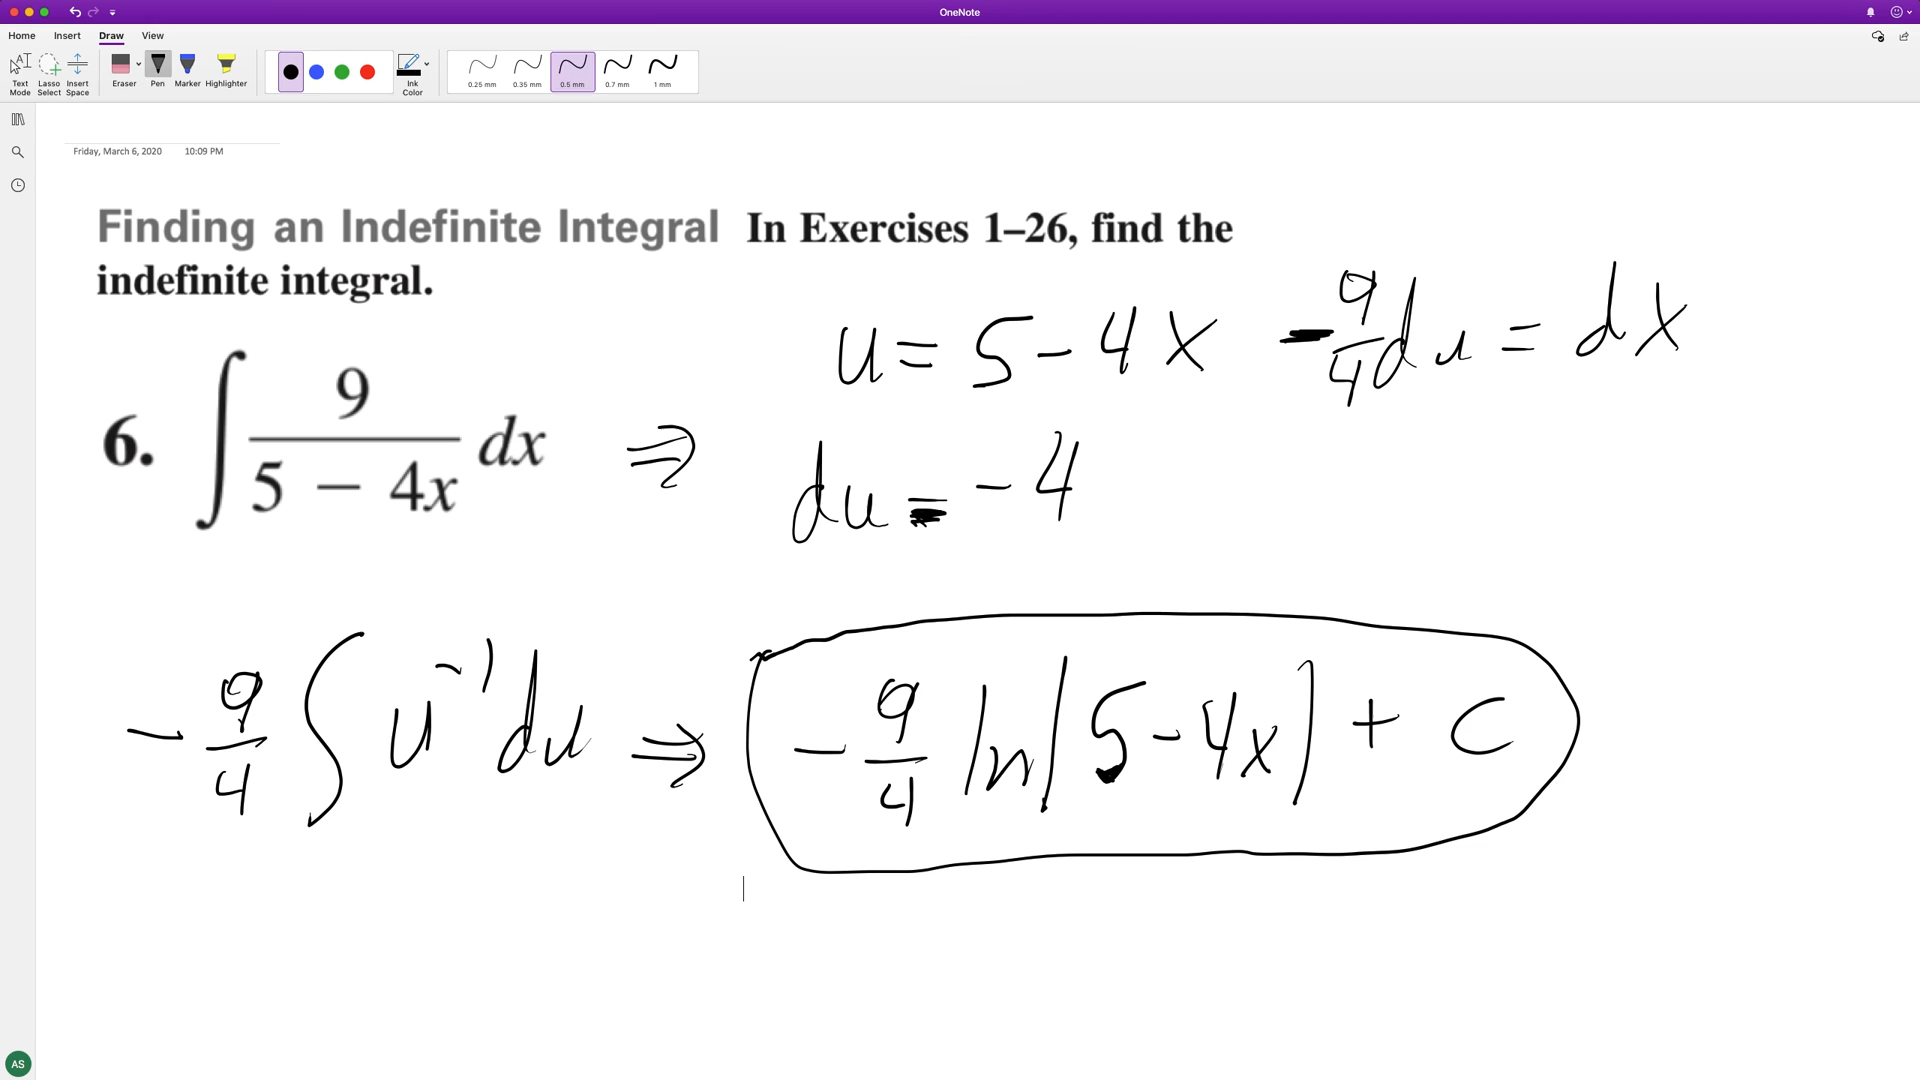 OneNote
Home Insert Draw View
Text Mode Lasso Select Insert Space Eraser Pen Marker Highlighter Ink Color 0.25 mm 0.35 mm 0.5 mm 0.7 mm 1 mm
Friday, March 6, 2020 10:09 PM
Finding an Indefinite Integral In Exercises 1–26, find the
indefinite integral.
6. ∫ 9/(5 − 4x) dx ⇒
u = 5 − 4x
−9/4 du = dx
du = −4
−9/4 ∫ u⁻¹ du ⇒ −9/4 ln|5−4x| + C
AS